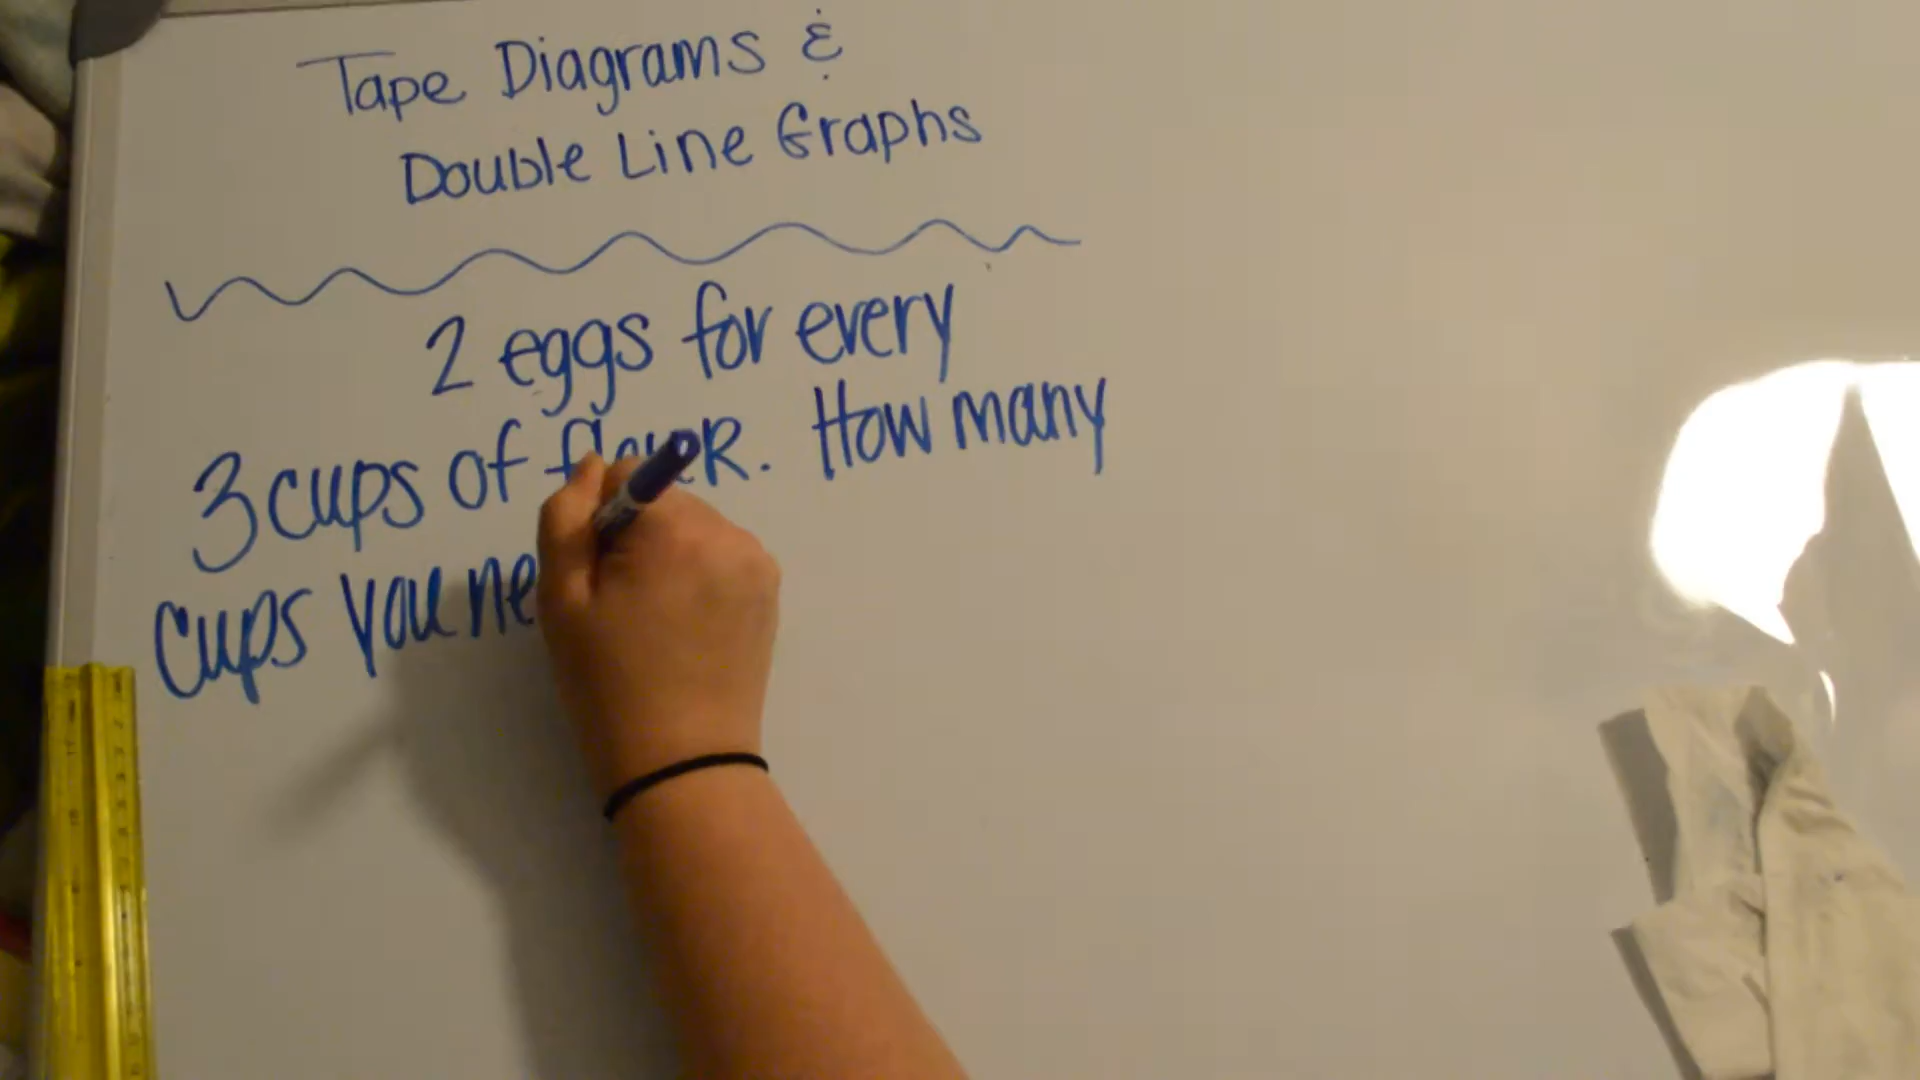 Tape Diagrams &
Double Line Graphs
2 eggs for every
3 cups of . How many
cups you